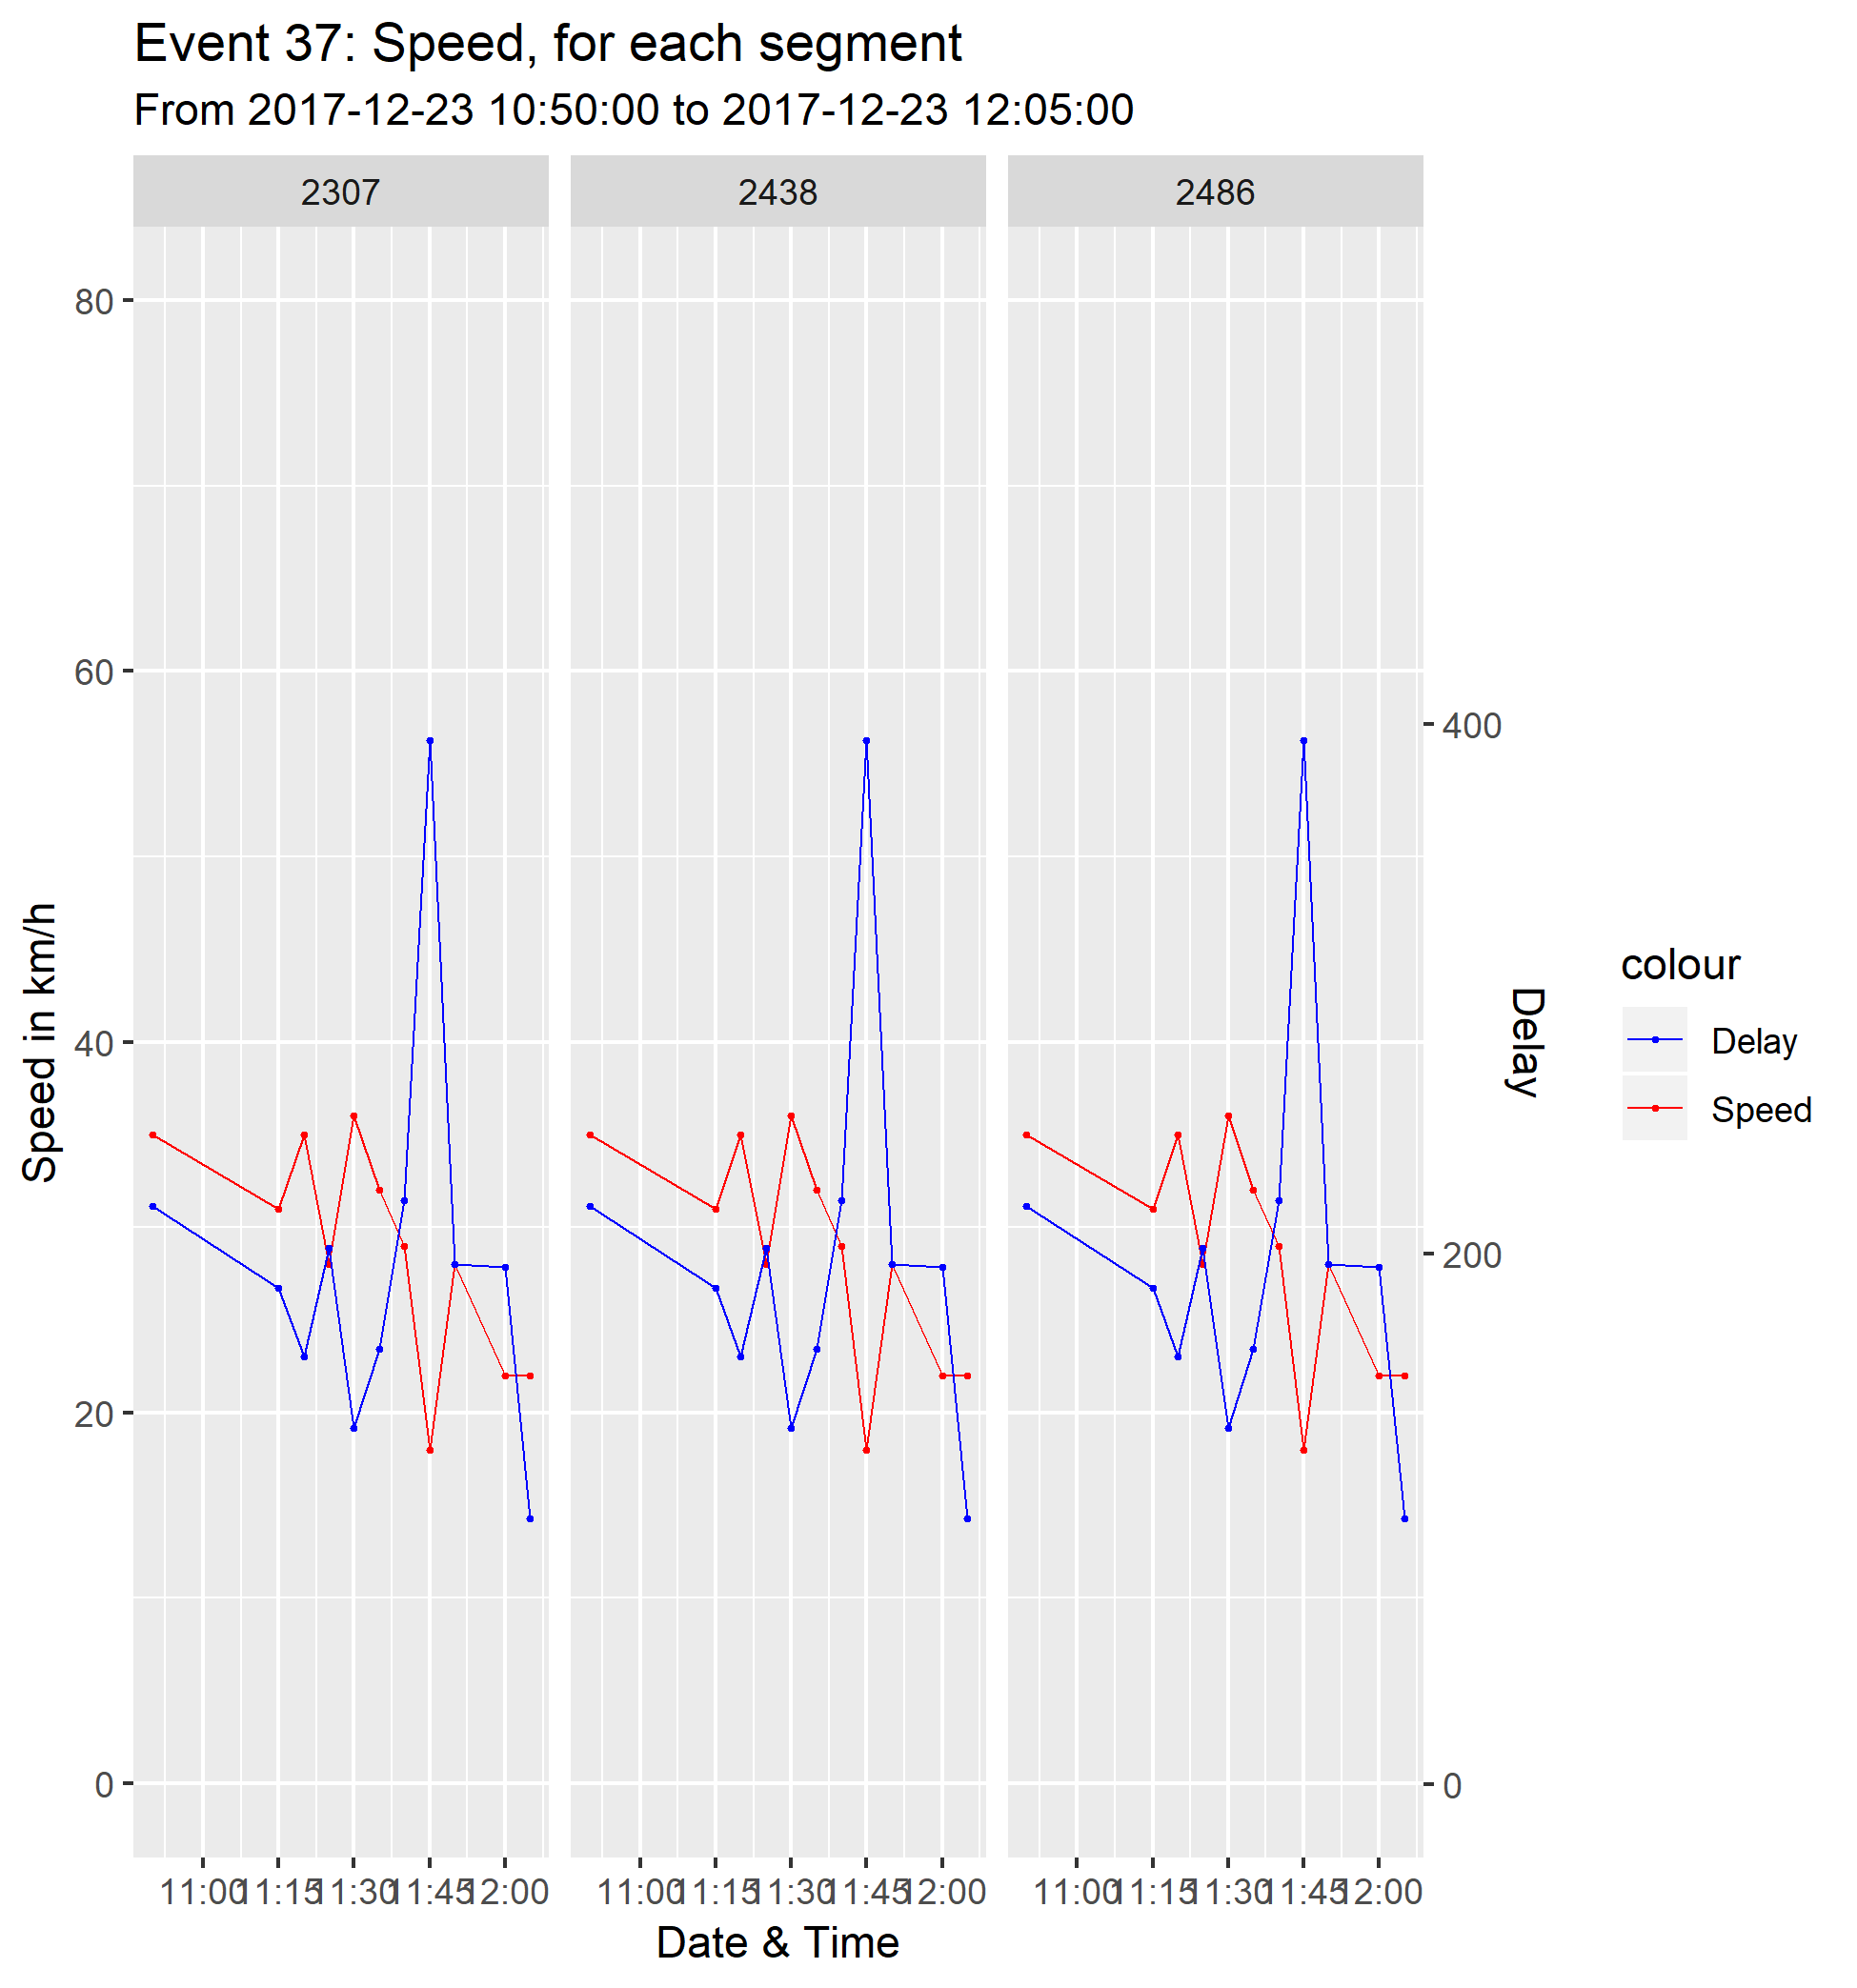 Event 37: Speed, for each segment
From 2017-12-23 10:50:00 to 2017-12-23 12:05:00
2307 2438 2486
80
60
40
20
0
Speed in km/h
400
200
0
Delay
colour
Delay
Speed
11:00 11:15 11:30 11:45 12:00 11:00 11:15 11:30 11:45 12:00 11:00 11:15 11:30 11:45 12:00
Date & Time